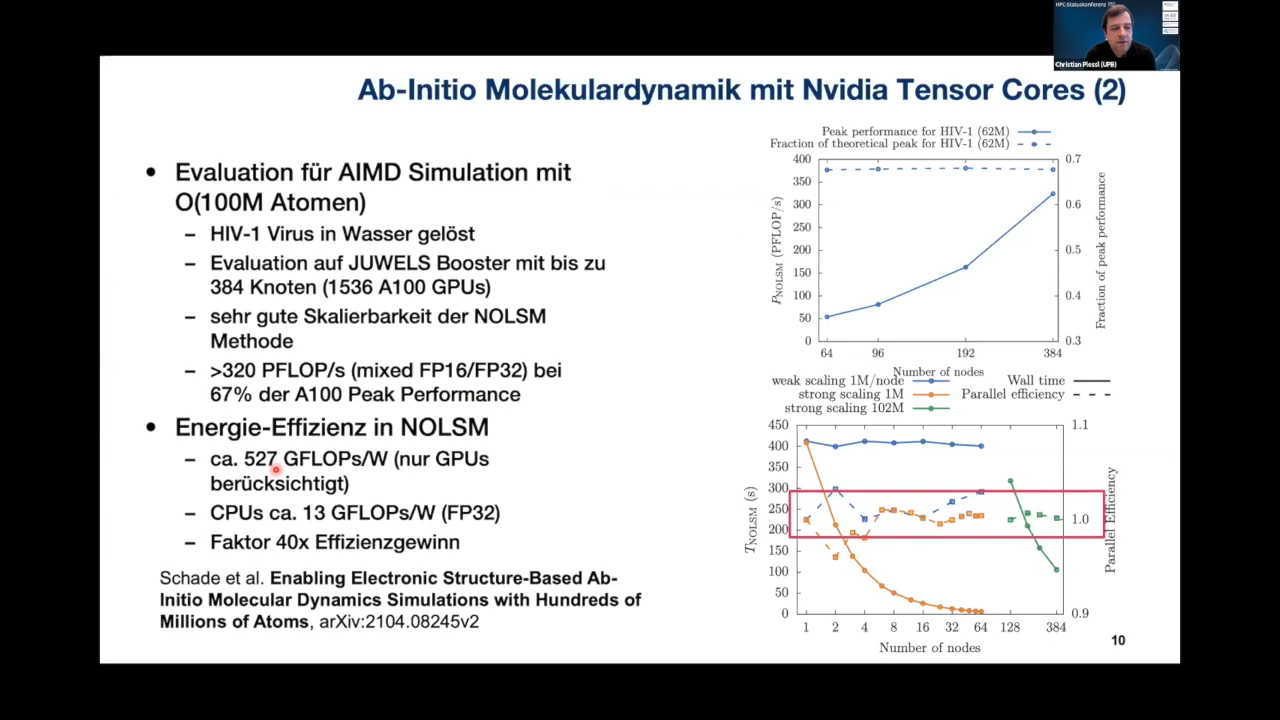 HPC-Statuskonferenz
Christian Plessl (UPB)
Ab-Initio Molekulardynamik mit Nvidia Tensor Cores (2)
• Evaluation für AIMD Simulation mit
O(100M Atomen)
– HIV-1 Virus in Wasser gelöst
– Evaluation auf JUWELS Booster mit bis zu
384 Knoten (1536 A100 GPUs)
– sehr gute Skalierbarkeit der NOLSM
Methode
– >320 PFLOP/s (mixed FP16/FP32) bei
67% der A100 Peak Performance
• Energie-Effizienz in NOLSM
– ca. 527 GFLOPs/W (nur GPUs
berücksichtigt)
– CPUs ca. 13 GFLOPs/W (FP32)
– Faktor 40x Effizienzgewinn
Schade et al. Enabling Electronic Structure-Based Ab-
Initio Molecular Dynamics Simulations with Hundreds of
Millions of Atoms, arXiv:2104.08245v2
Peak performance for HIV-1 (62M)
Fraction of theoretical peak for HIV-1 (62M)
400
350
300
250
200
150
100
50
0
P_NOLSM (PFLOP/s)
0.7
0.6
0.5
0.4
0.3
Fraction of peak performance
64 96 192 384
Number of nodes
weak scaling 1M/node
strong scaling 1M
strong scaling 102M
Wall time
Parallel efficiency
450
400
350
300
250
200
150
100
50
0
T_NOLSM (s)
1.1
1.0
0.9
Parallel Efficiency
1 2 4 8 16 32 64 128 384
Number of nodes
10